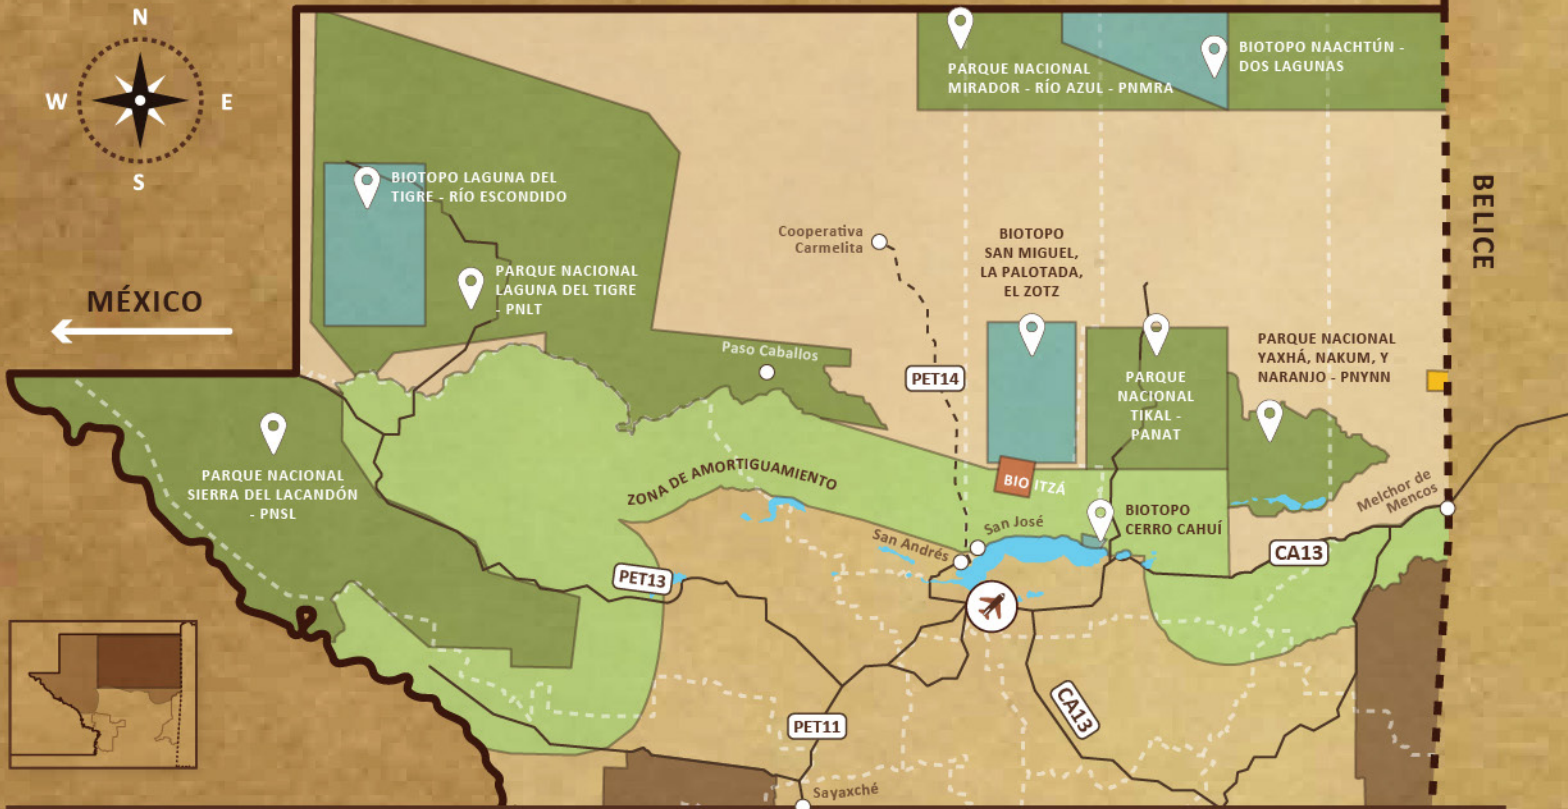 N
W
E
S
MÉXICO
BELICE
PARQUE NACIONAL
MIRADOR - RÍO AZUL - PNMRA
BIOTOPO NAACHTÚN -
DOS LAGUNAS
BIOTOPO LAGUNA DEL
TIGRE - RÍO ESCONDIDO
PARQUE NACIONAL
LAGUNA DEL TIGRE
- PNLT
Cooperativa
Carmelita
BIOTOPO
SAN MIGUEL,
LA PALOTADA,
EL ZOTZ
Paso Caballos
PET14
PARQUE
NACIONAL
TIKAL -
PANAT
PARQUE NACIONAL
YAXHÁ, NAKUM, Y
NARANJO - PNYNN
PARQUE NACIONAL
SIERRA DEL LACANDÓN
- PNSL
ZONA DE AMORTIGUAMIENTO
BIO ITZÁ
BIOTOPO
CERRO CAHUÍ
Melchor de
Mencos
San José
San Andrés
CA13
PET13
CA13
PET11
Sayaxché